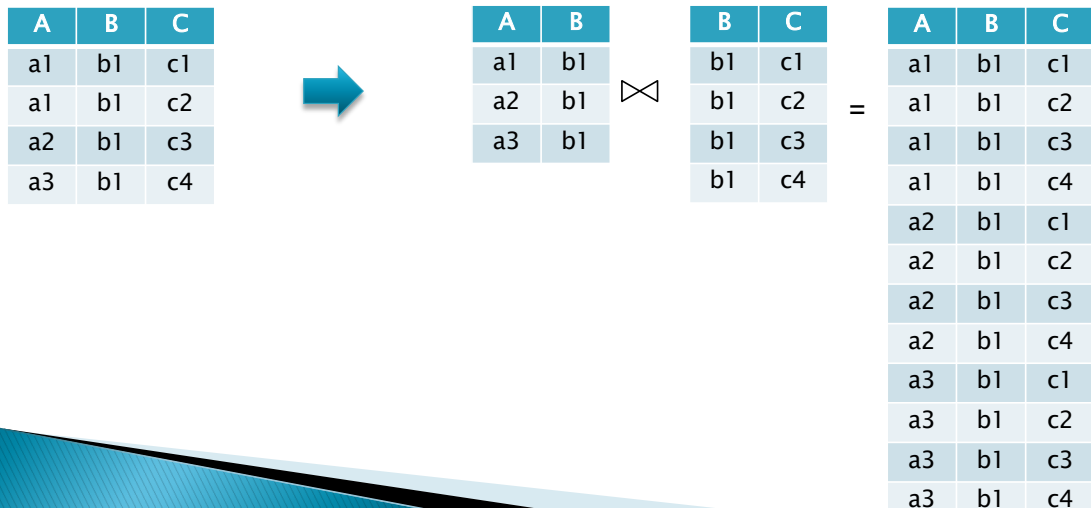 A B C
a1 b1 c1
a1 b1 c2
a2 b1 c3
a3 b1 c4
A B
a1 b1
a2 b1
a3 b1
⋈
B C
b1 c1
b1 c2
b1 c3
b1 c4
=
A B C
a1 b1 c1
a1 b1 c2
a1 b1 c3
a1 b1 c4
a2 b1 c1
a2 b1 c2
a2 b1 c3
a2 b1 c4
a3 b1 c1
a3 b1 c2
a3 b1 c3
a3 b1 c4